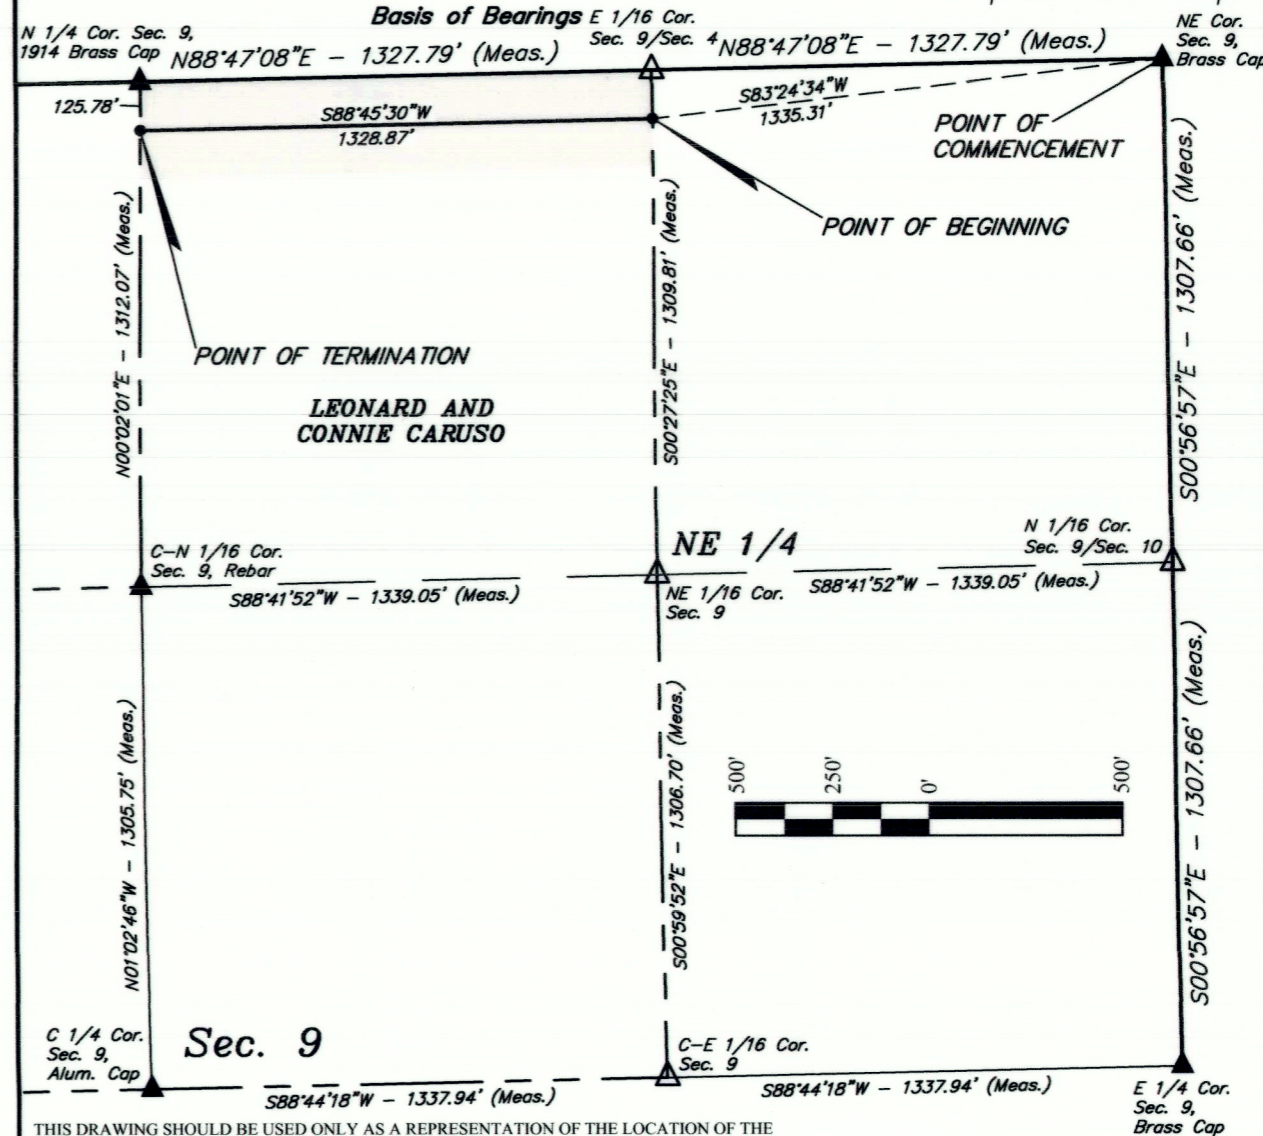 Basis of Bearings
N 1/4 Cor. Sec. 9,
1914 Brass Cap
N88°47'08"E - 1327.79' (Meas.)
E 1/16 Cor.
Sec. 9/Sec. 4
N88°47'08"E - 1327.79' (Meas.)
NE Cor.
Sec. 9,
Brass Cap
125.78'
S88°45'30"W
1328.87'
S83°24'34"W
1335.31'
POINT OF
COMMENCEMENT
POINT OF BEGINNING
POINT OF TERMINATION
N00°02'01"E - 1312.07' (Meas.)
S00°27'25"E - 1309.81' (Meas.)
S00°56'57"E - 1307.66' (Meas.)
LEONARD AND
CONNIE CARUSO
C-N 1/16 Cor.
Sec. 9, Rebar
S88°41'52"W - 1339.05' (Meas.)
NE 1/4
NE 1/16 Cor.
Sec. 9
N 1/16 Cor.
Sec. 9/Sec. 10
S88°41'52"W - 1339.05' (Meas.)
N01°02'46"W - 1305.75' (Meas.)
S00°59'52"E - 1306.70' (Meas.)
S00°56'57"E - 1307.66' (Meas.)
500'
250'
0'
500'
C 1/4 Cor.
Sec. 9,
Alum. Cap
Sec. 9
S88°44'18"W - 1337.94' (Meas.)
C-E 1/16 Cor.
Sec. 9
S88°44'18"W - 1337.94' (Meas.)
E 1/4 Cor.
Sec. 9,
Brass Cap
THIS DRAWING SHOULD BE USED ONLY AS A REPRESENTATION OF THE LOCATION OF THE